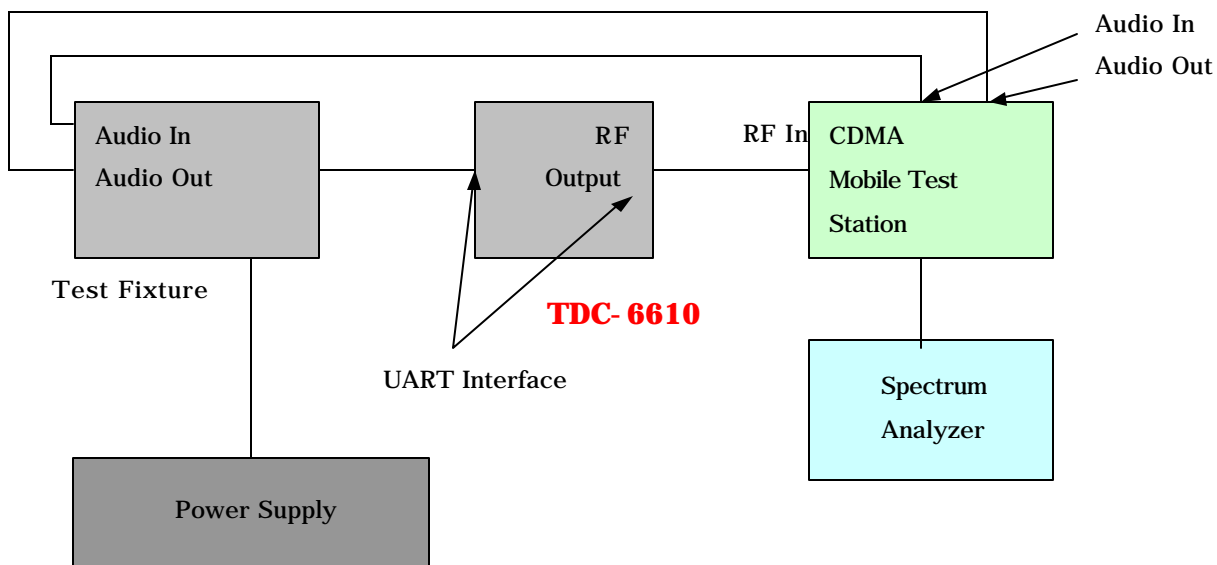 Audio In
Audio Out
Audio In
Audio Out
RF
Output
RF In
CDMA
Mobile Test
Station
Test Fixture
TDC- 6610
UART Interface
Spectrum
Analyzer
Power Supply